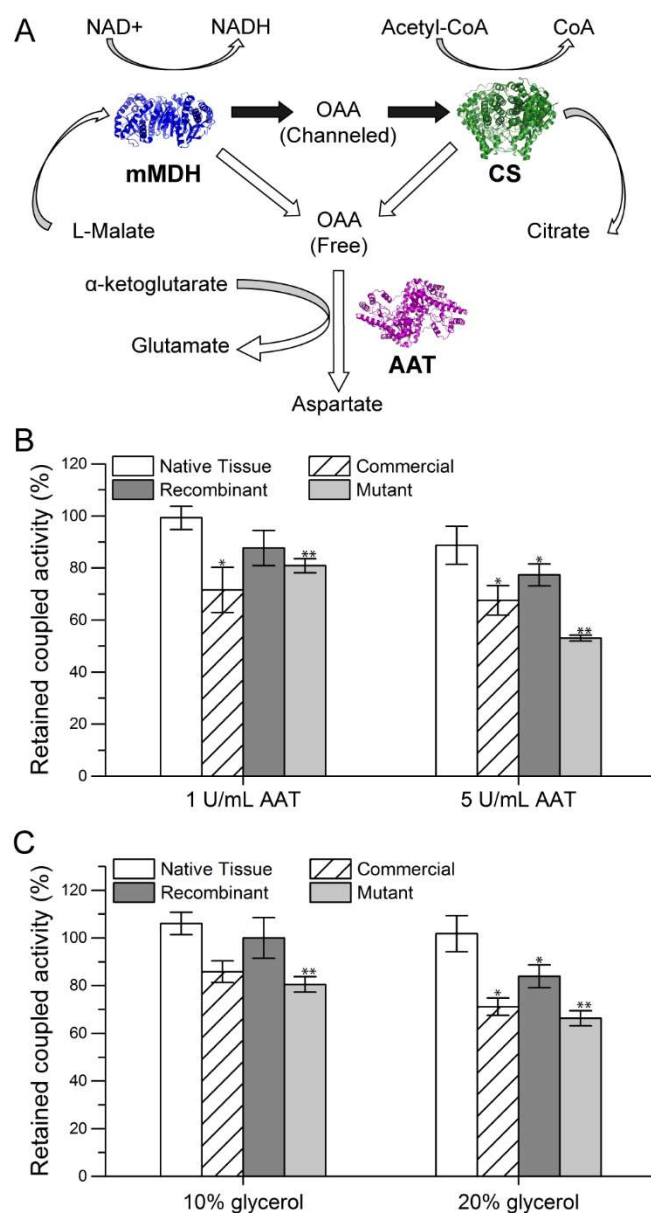 A
NAD+
NADH
Acetyl-CoA
CoA
OAA
(Channeled)
mMDH
CS
OAA
(Free)
L-Malate
Citrate
α-ketoglutarate
Glutamate
AAT
Aspartate
B
Retained coupled activity (%)
120
100
80
60
40
20
0
Native Tissue
Commercial
Recombinant
Mutant
*
**
*
*
**
1 U/mL AAT
5 U/mL AAT
C
Retained coupled activity (%)
120
100
80
60
40
20
0
Native Tissue
Commercial
Recombinant
Mutant
**
*
*
**
10% glycerol
20% glycerol